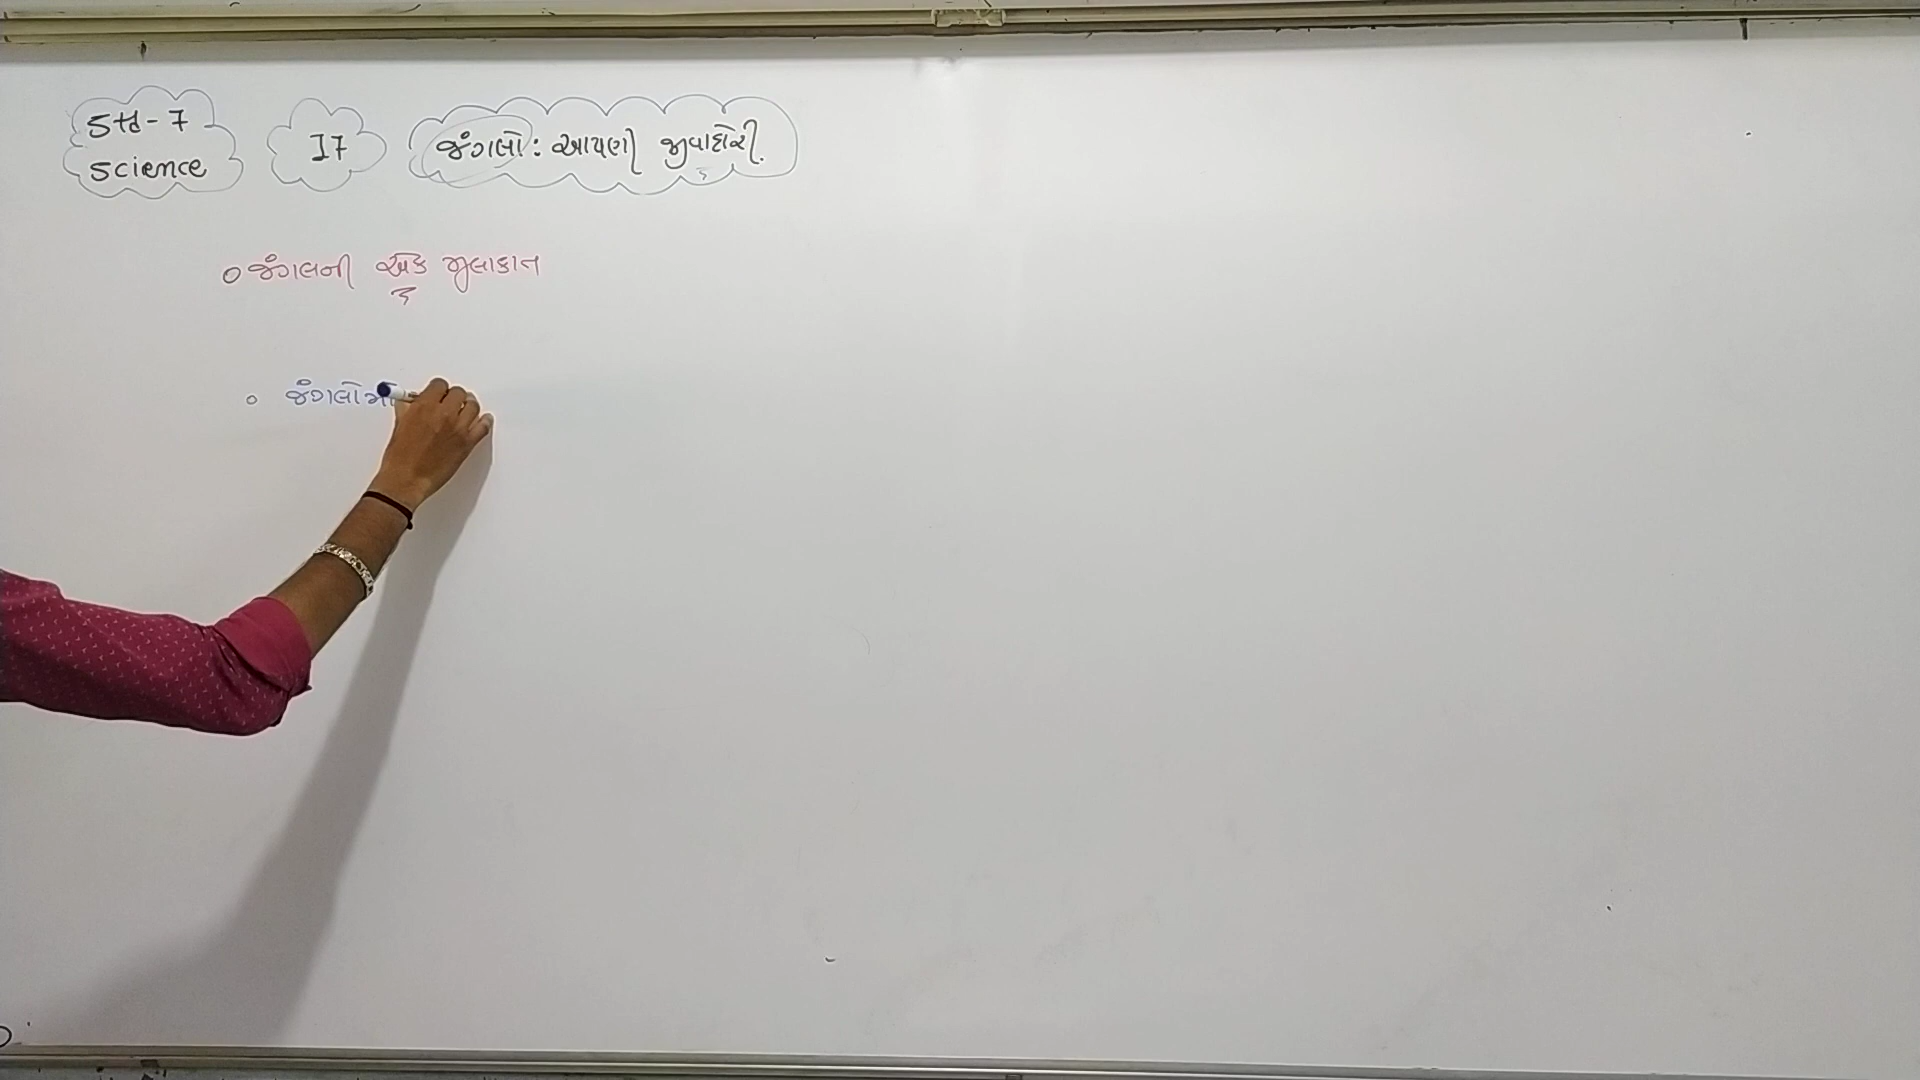 Std-7
Science
17
જંગલો: આપણી જીવાદોરી.
જંગલની એક મુલાકાત
જંગલોમાં